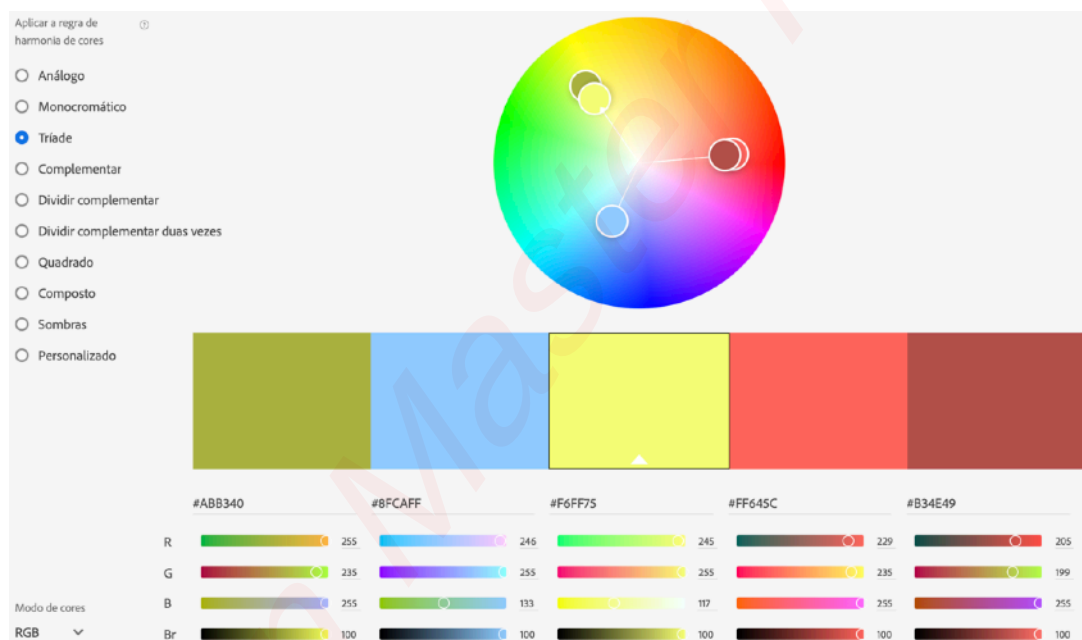 Aplicar a regra de
harmonia de cores
Análogo
Monocromático
Tríade
Complementar
Dividir complementar
Dividir complementar duas vezes
Quadrado
Composto
Sombras
Personalizado
#ABB340 #8FCAFF #F6FF75 #FF645C #B34E49
R 255 246 245 229 205
G 235 255 255 235 199
B 255 133 117 255 255
Modo de cores
RGB Br 100 100 100 100 100
Master